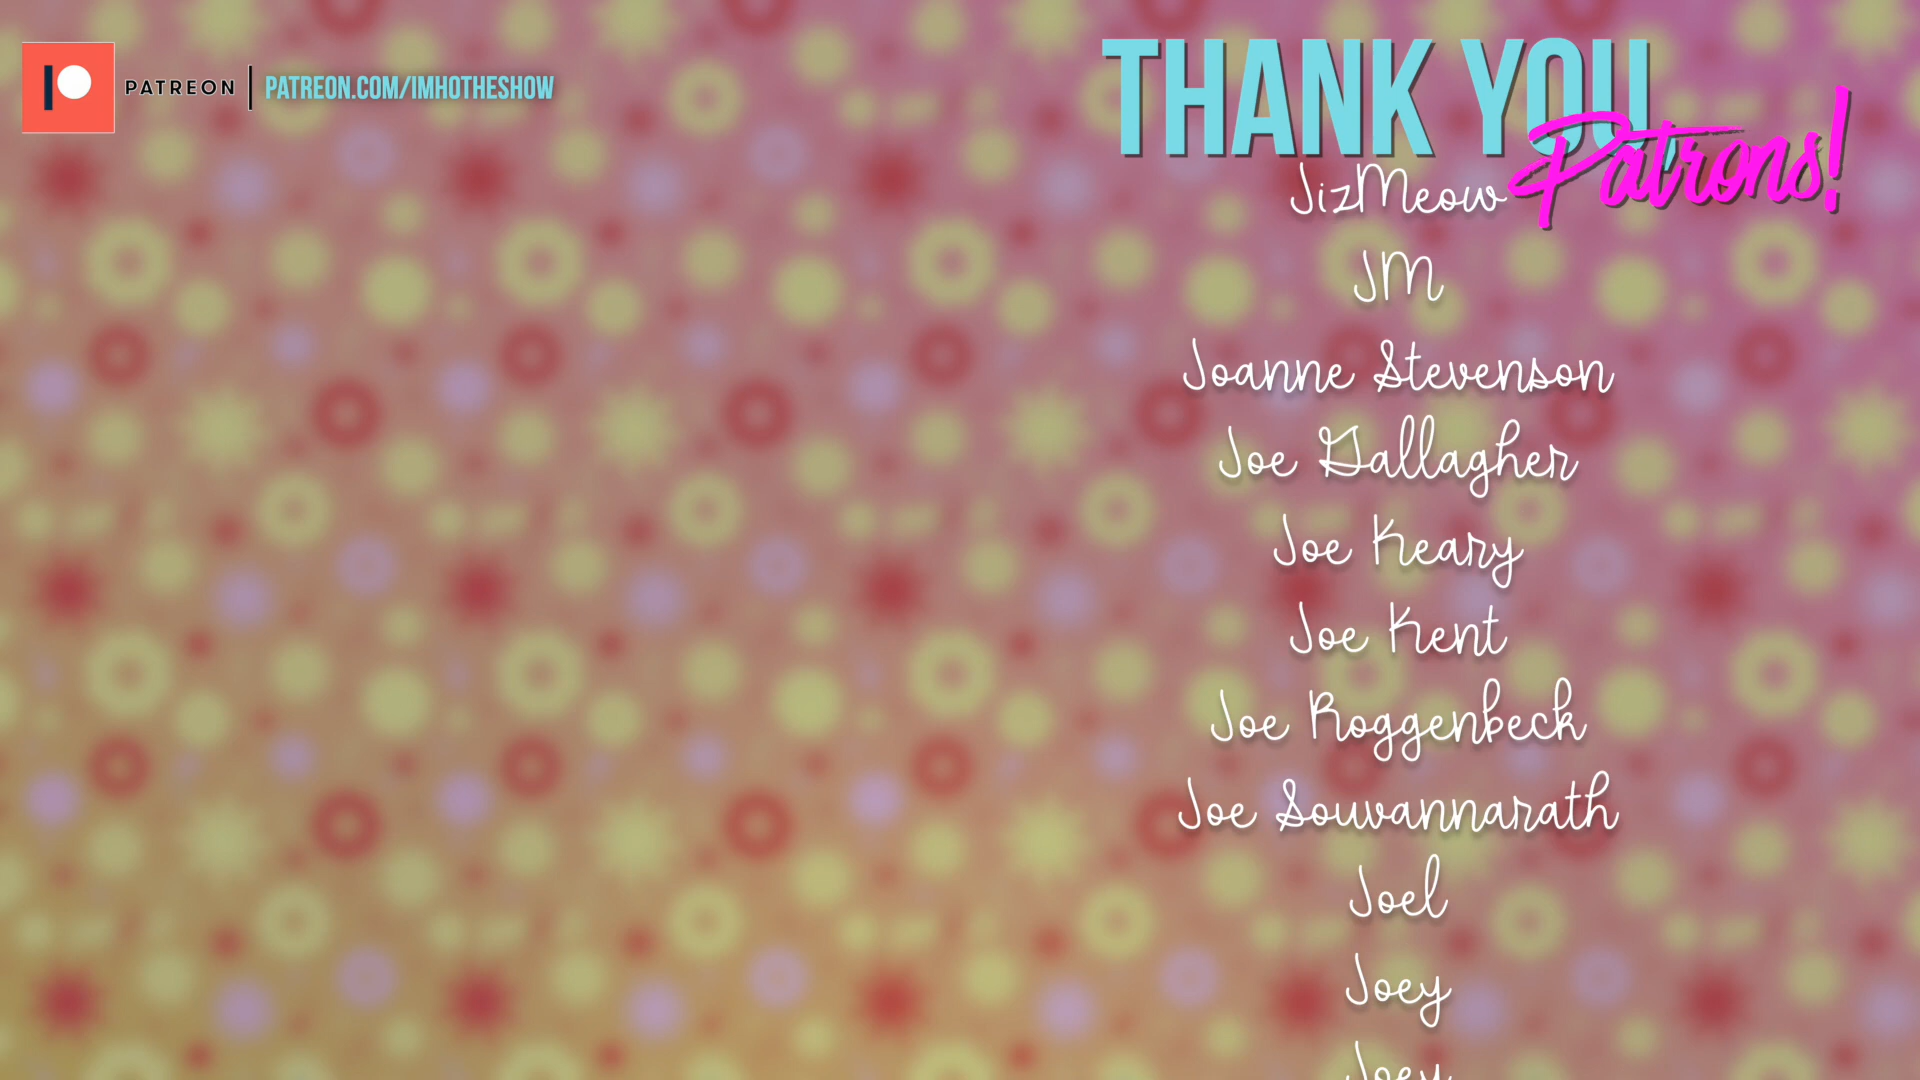 PATREON | PATREON.COM/IMHOTHESHOW
THANK YOU,
Patrons!
JizMeow
JM
Joanne Stevenson
Joe Gallagher
Joe Keary
Joe Kent
Joe Roggenbeck
Joe Souvannarath
Joel
Joey
Joey